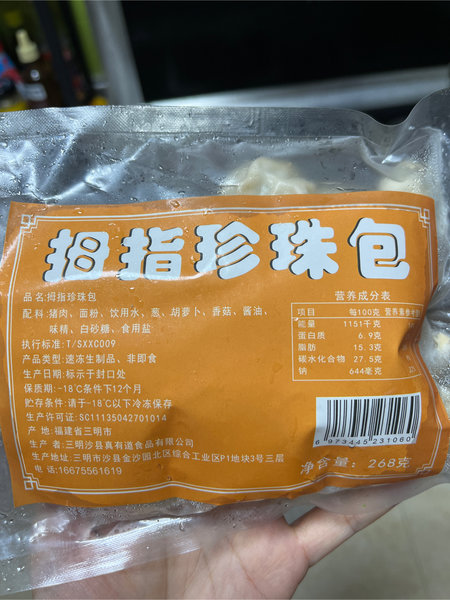 拇指珍珠包
品名:拇指珍珠包
配料:猪肉、面粉、饮用水、葱、胡萝卜、香菇、酱油、
味精、白砂糖、食用盐
执行标准:T/SXXC009
产品类型:速冻生制品、非即食
生产日期:标示于封口处
保质期:-18℃条件下12个月
贮存条件:请于-18℃以下冷冻保存
生产许可证:SC11135042701014
产 地:福建省三明市
生产者:三明沙县真有道食品有限公司
生产地址:三明市沙县金沙园北区综合工业区P1地块3号三层
电 话:16675561619
营养成分表
项目 每100克 营养素参考值
能量 1151千克
蛋白质 6.9克
脂肪 15.3克
碳水化合物 27.5克
钠 644毫克
6 973445 231060
净含量:268克